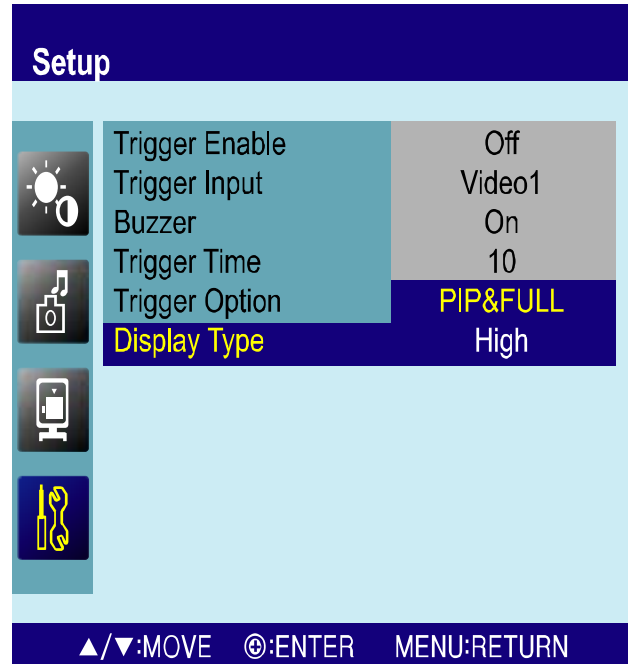 Setup
Trigger Enable Off
Trigger Input Video1
Buzzer On
Trigger Time 10
Trigger Option PIP&FULL
Display Type High
▲/▼:MOVE ⊕:ENTER MENU:RETURN